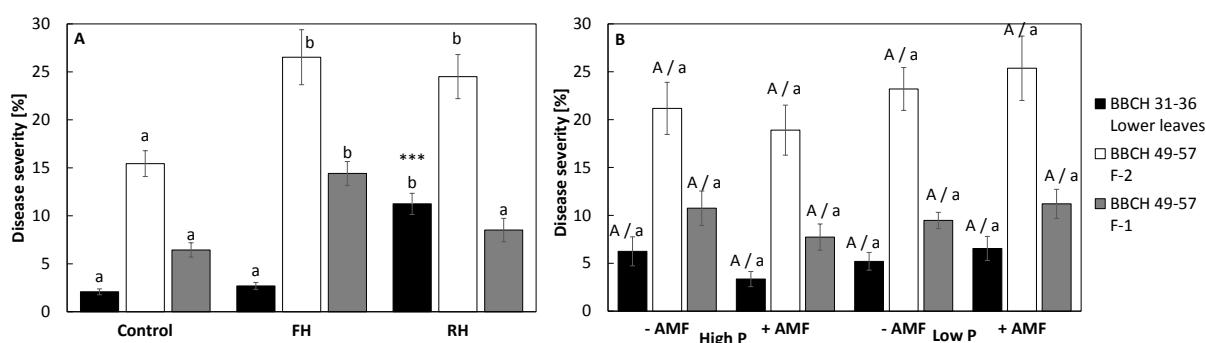 A
Disease severity [%]
30
25
20
15
10
5
0
a
a
a
a
b
b
***
b
b
a
Control
FH
RH
B
Disease severity [%]
30
25
20
15
10
5
0
A / a
A / a
A / a
A / a
A / a
A / a
A / a
A / a
A / a
A / a
A / a
A / a
- AMF
+ AMF
- AMF
+ AMF
High P
Low P
BBCH 31-36
Lower leaves
BBCH 49-57
F-2
BBCH 49-57
F-1